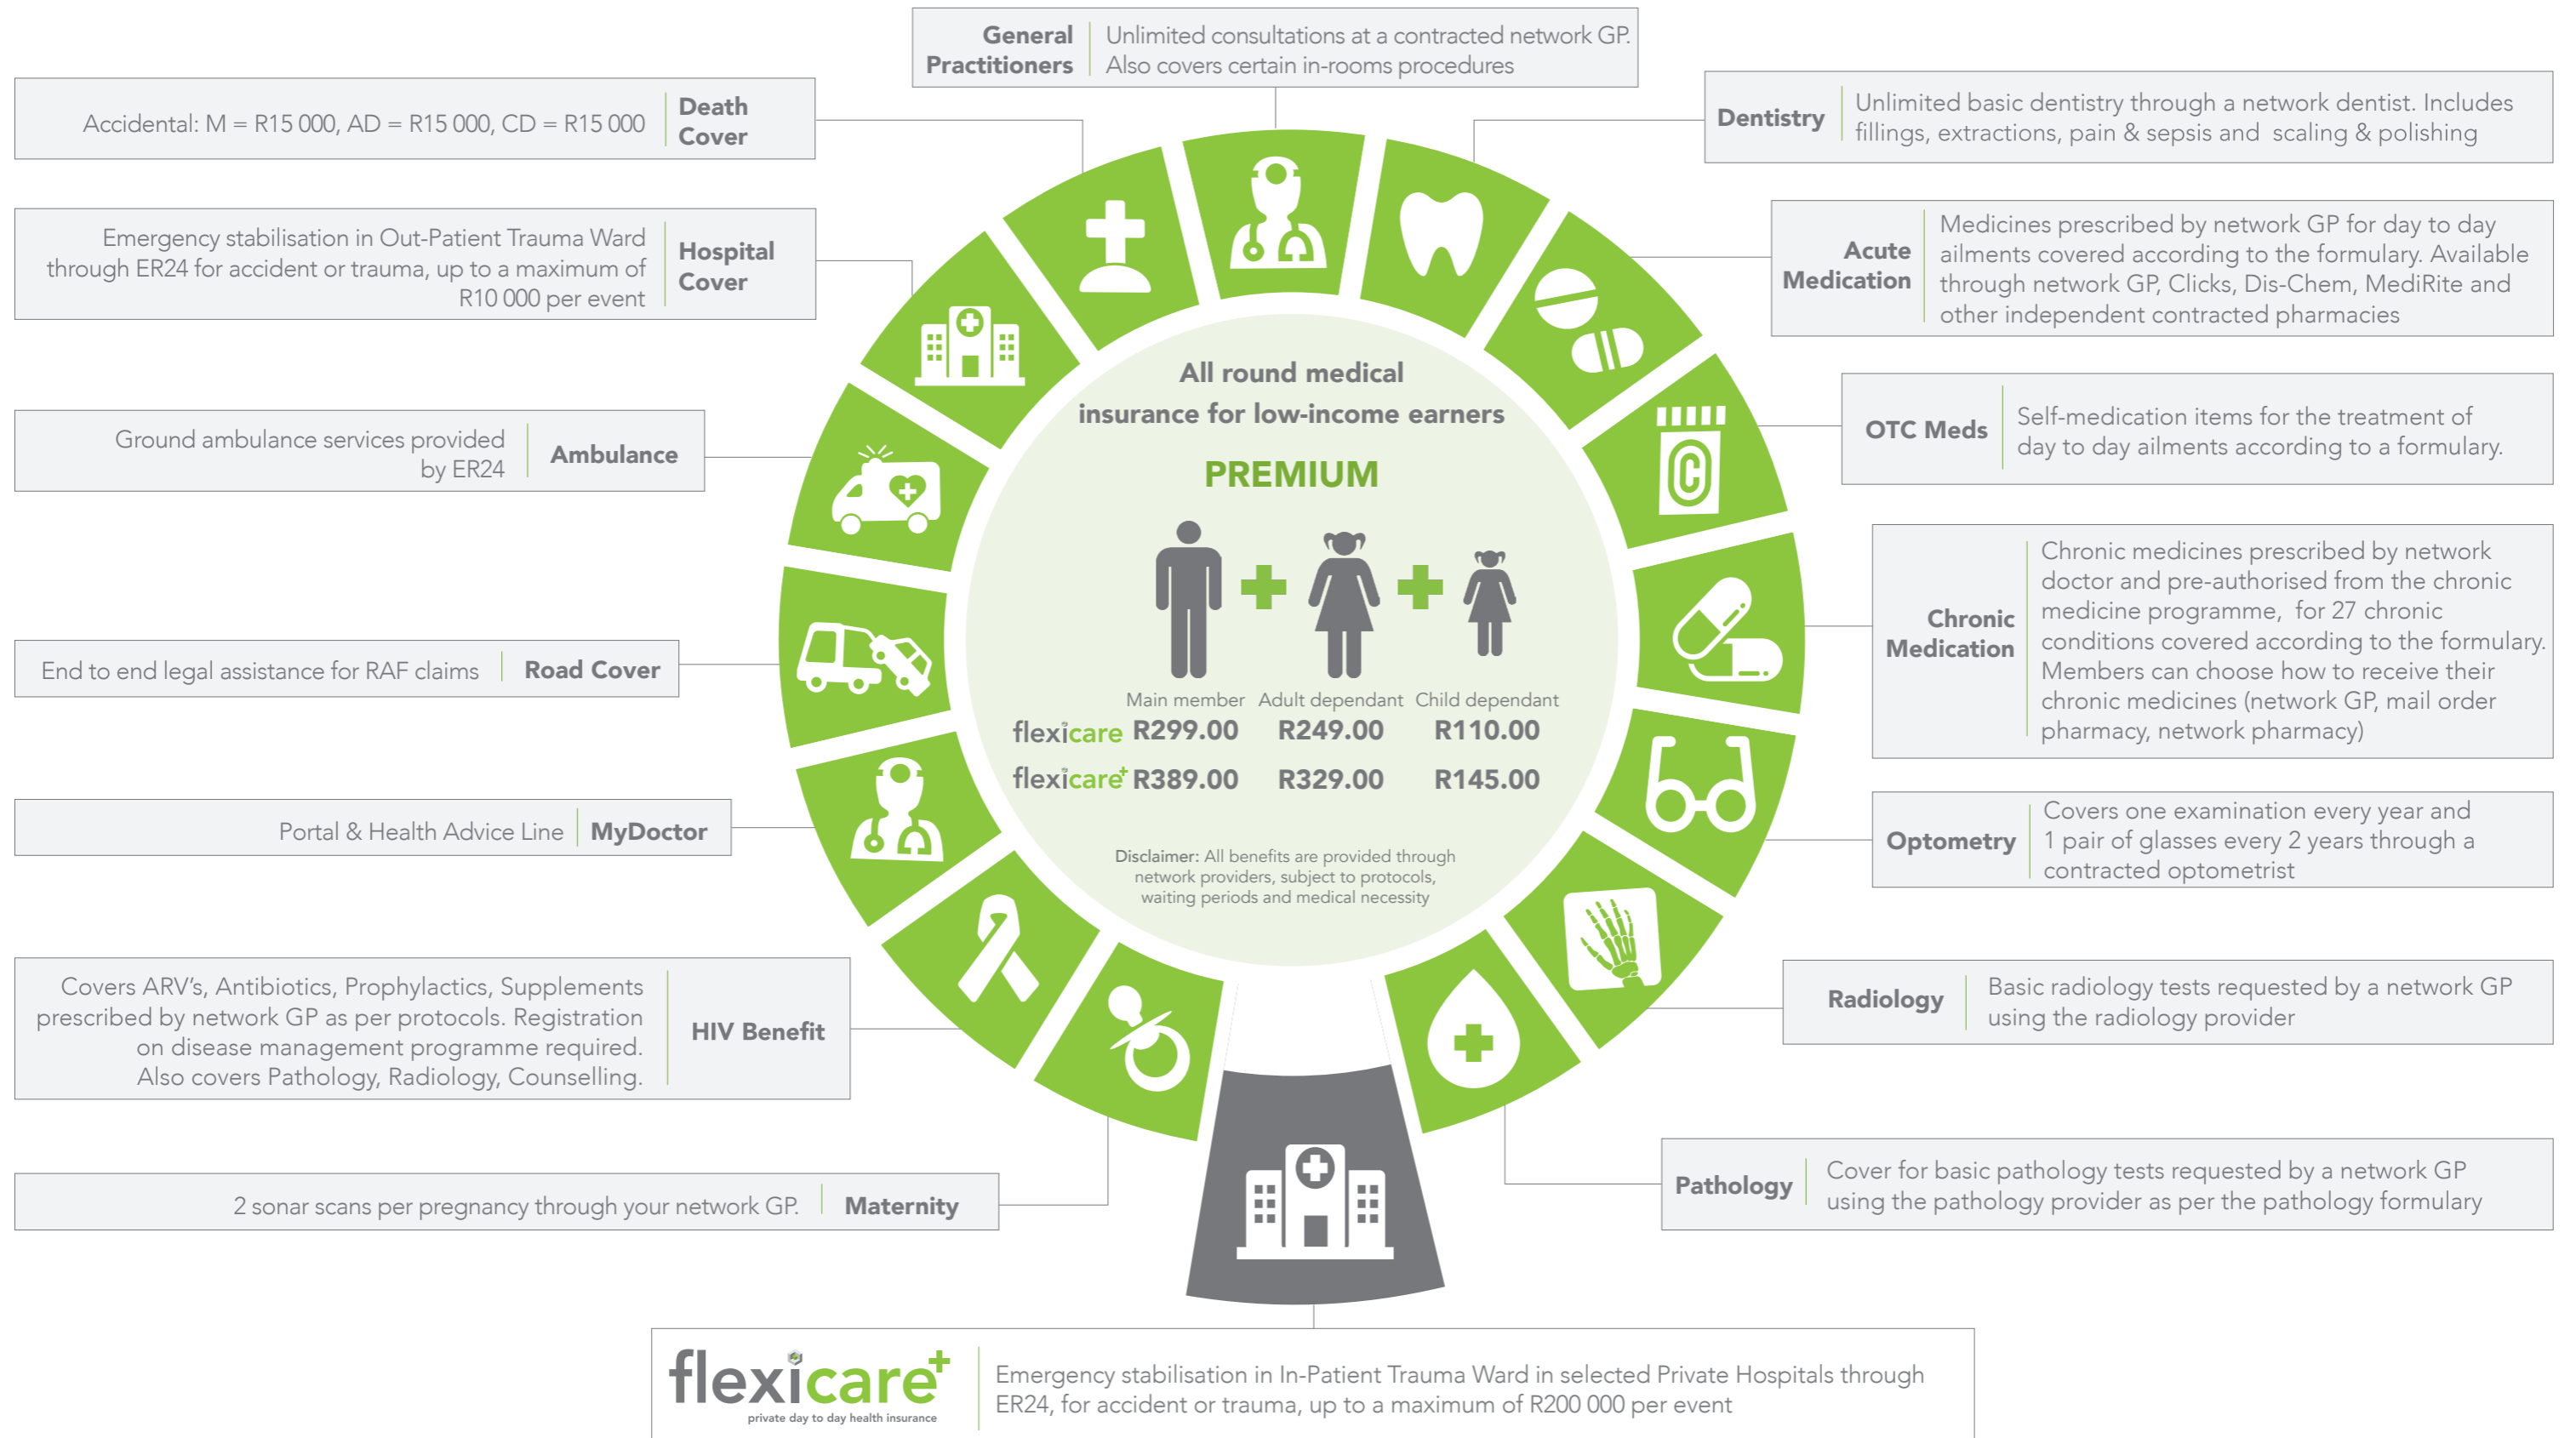 General
Practitioners
Unlimited consultations at a contracted network GP.
Also covers certain in-rooms procedures
Accidental: M = R15 000, AD = R15 000, CD = R15 000
Death
Cover
Dentistry
Unlimited basic dentistry through a network dentist. Includes
fillings, extractions, pain & sepsis and scaling & polishing
Emergency stabilisation in Out-Patient Trauma Ward
through ER24 for accident or trauma, up to a maximum of
R10 000 per event
Hospital
Cover
Acute
Medication
Medicines prescribed by network GP for day to day
ailments covered according to the formulary. Available
through network GP, Clicks, Dis-Chem, MediRite and
other independent contracted pharmacies
Ground ambulance services provided
by ER24
Ambulance
OTC Meds
Self-medication items for the treatment of
day to day ailments according to a formulary.
End to end legal assistance for RAF claims
Road Cover
Chronic
Medication
Chronic medicines prescribed by network
doctor and pre-authorised from the chronic
medicine programme, for 27 chronic
conditions covered according to the formulary.
Members can choose how to receive their
chronic medicines (network GP, mail order
pharmacy, network pharmacy)
Portal & Health Advice Line
MyDoctor
Optometry
Covers one examination every year and
1 pair of glasses every 2 years through a
contracted optometrist
Covers ARV's, Antibiotics, Prophylactics, Supplements
prescribed by network GP as per protocols. Registration
on disease management programme required.
Also covers Pathology, Radiology, Counselling.
HIV Benefit
Radiology
Basic radiology tests requested by a network GP
using the radiology provider
2 sonar scans per pregnancy through your network GP.
Maternity
Pathology
Cover for basic pathology tests requested by a network GP
using the pathology provider as per the pathology formulary
All round medical
insurance for low-income earners
PREMIUM
Main member Adult dependant Child dependant
flexicare R299.00 R249.00 R110.00
flexicare+ R389.00 R329.00 R145.00
Disclaimer: All benefits are provided through
network providers, subject to protocols,
waiting periods and medical necessity
flexicare+
private day to day health insurance
Emergency stabilisation in In-Patient Trauma Ward in selected Private Hospitals through
ER24, for accident or trauma, up to a maximum of R200 000 per event